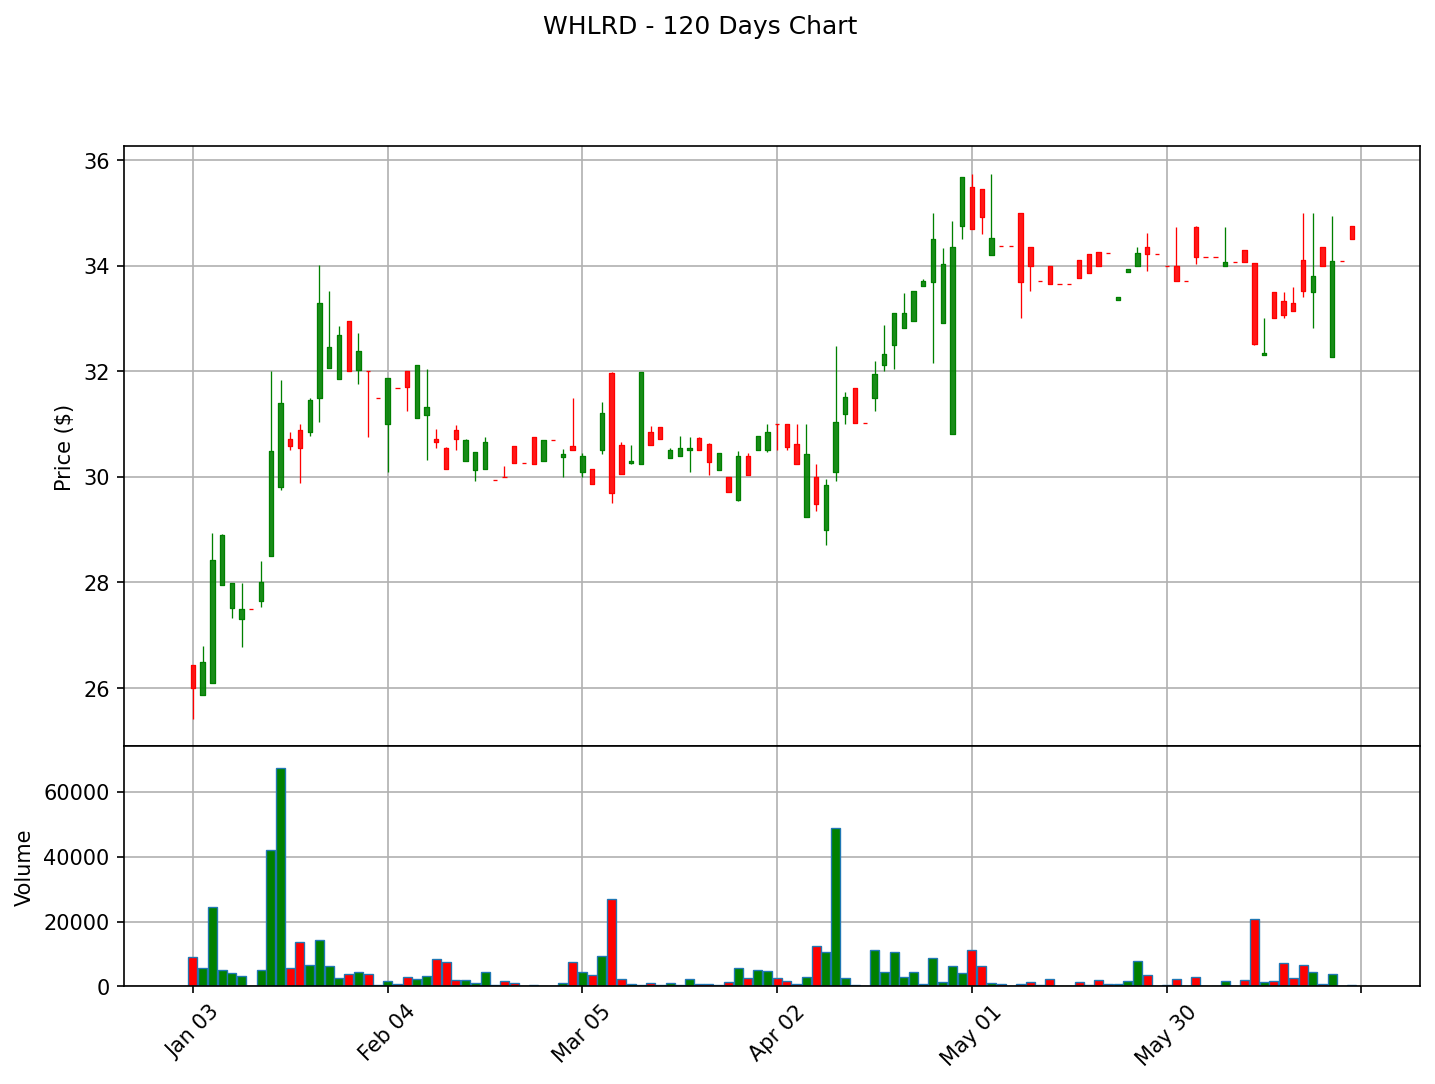 WHLRD - 120 Days Chart
36
34
32
30
28
26
Price ($)
60000
40000
20000
0
Volume
Jan 03
Feb 04
Mar 05
Apr 02
May 01
May 30